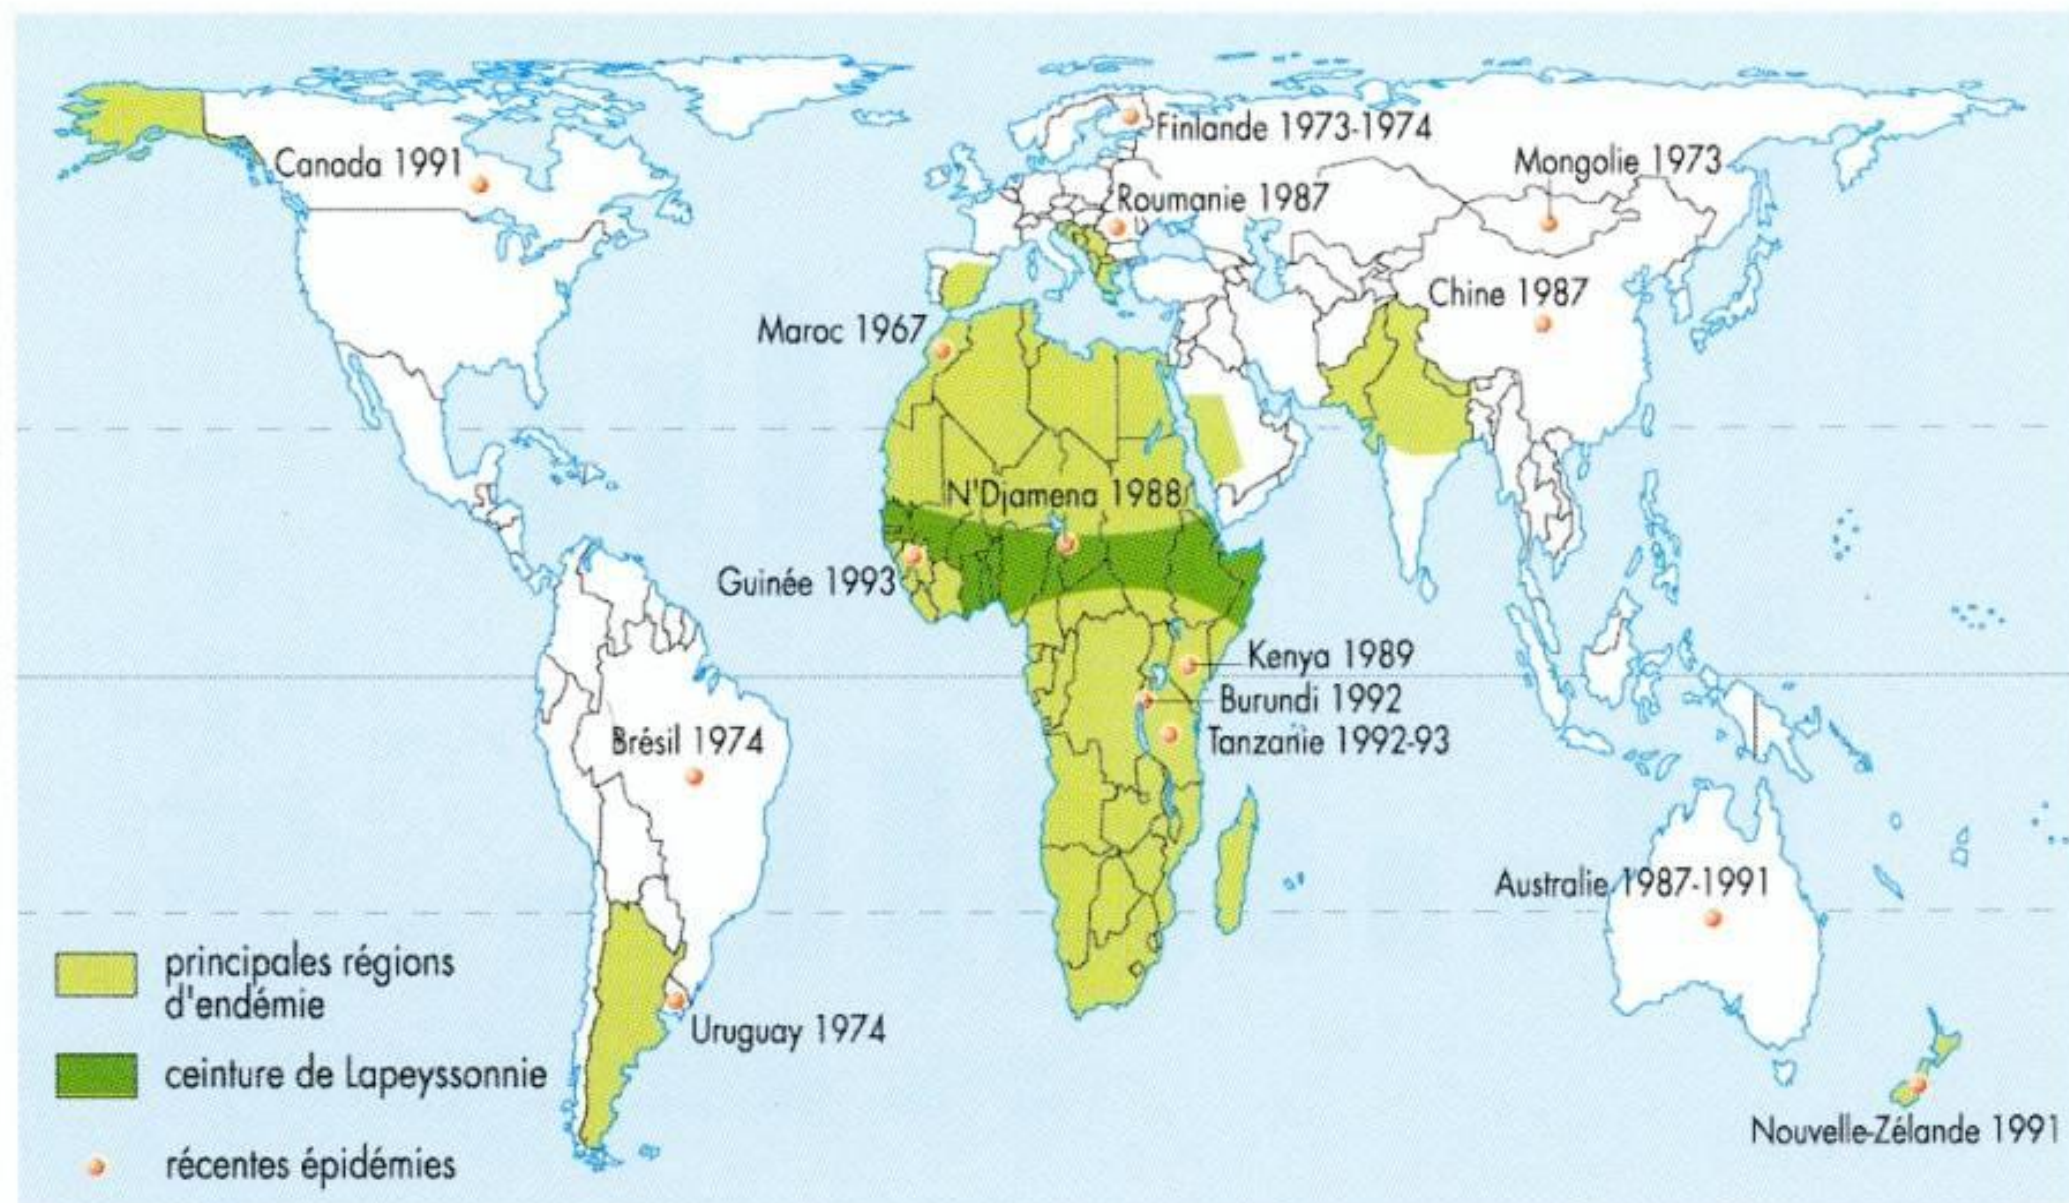 Finlande 1973-1974
Canada 1991
Mongolie 1973
Roumanie 1987
Chine 1987
Maroc 1967
N'Djamena 1988
Guinée 1993
Kenya 1989
Burundi 1992
Brésil 1974
Tanzanie 1992-93
Australie 1987-1991
principales régions
d'endémie
Uruguay 1974
ceinture de Lapeyssonnie
Nouvelle-Zélande 1991
récentes épidémies